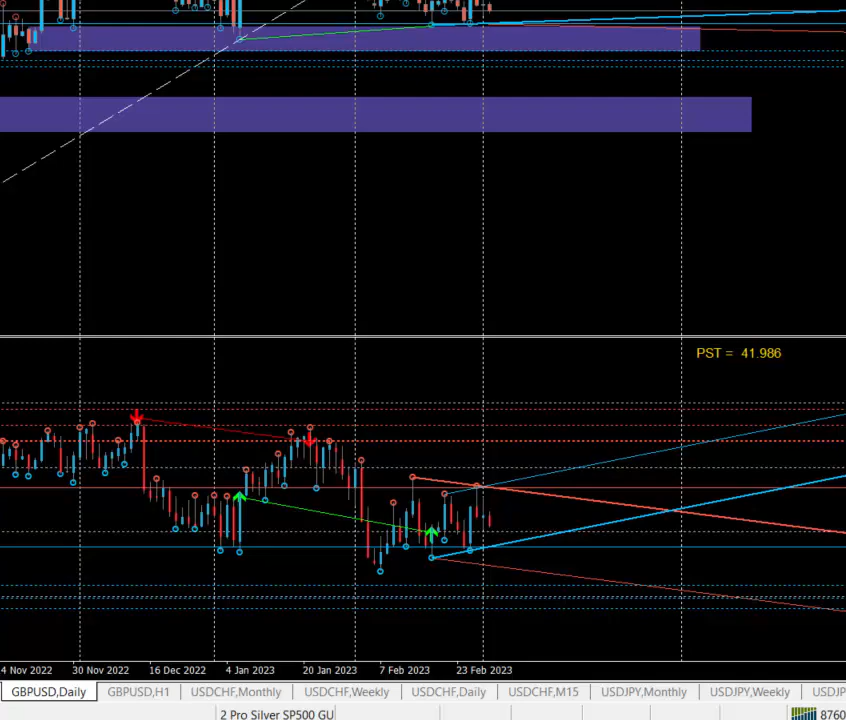 PST = 41.986
4 Nov 2022 30 Nov 2022 16 Dec 2022 4 Jan 2023 20 Jan 2023 7 Feb 2023 23 Feb 2023
GBPUSD,Daily GBPUSD,H1 USDCHF,Monthly USDCHF,Weekly USDCHF,Daily USDCHF,M15 USDJPY,Monthly USDJPY,Weekly USDJP
2 Pro Silver SP500 GU 8760